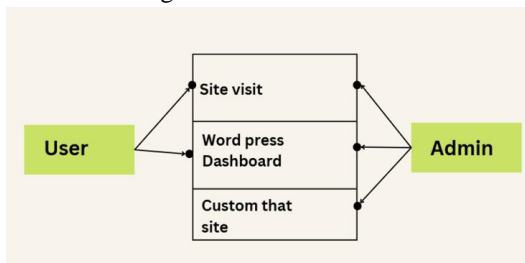 Site visit
User
Word press
Dashboard
Admin
Custom that
site